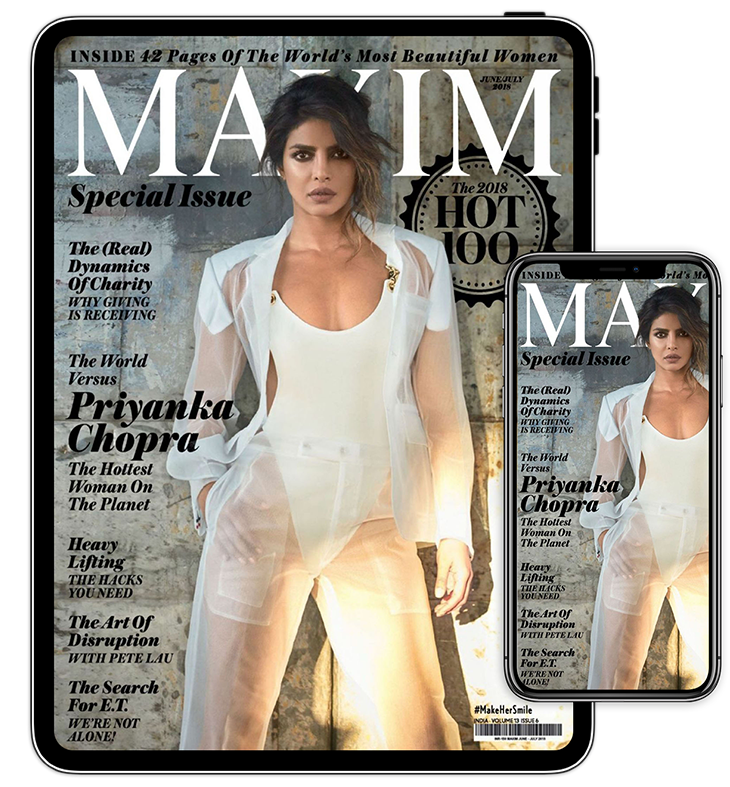 INSIDE 42 Pages Of The World's Most Beautiful Women
MAXIM
JUNE/JULY
2018
Special Issue
The 2018
HOT
100
The (Real)
Dynamics
Of Charity
WHY GIVING
IS RECEIVING
The World
Versus
Priyanka
Chopra
The Hottest
Woman On
The Planet
Heavy
Lifting
THE HACKS
YOU NEED
The Art Of
Disruption
WITH PETE LAU
The Search
For E.T.
WE'RE NOT
ALONE!
#MakeHerSmile
INDIA · VOLUME 13 ISSUE 6
INSIDE
rld's Mo
MAX
Special Issue
The (Real)
Dynamics
Of Charity
WHY GIVING
IS RECEIVING
The World
Versus
Priyanka
Chopra
The Hottest
Woman On
The Planet
Heavy
Lifting
THE HACKS
YOU NEED
The Art Of
Disruption
WITH PETE LAU
The Search
For E.T.
WE'RE NOT
ALONE!